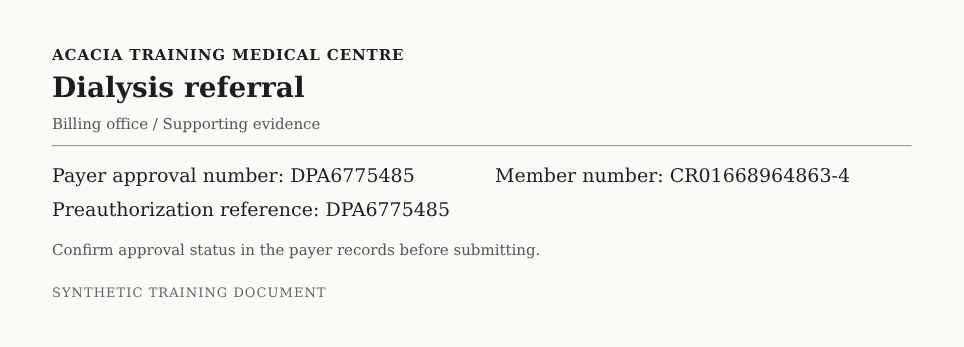 ACACIA TRAINING MEDICAL CENTRE
Dialysis referral
Billing office / Supporting evidence
Payer approval number: DPA6775485 Member number: CR01668964863-4
Preauthorization reference: DPA6775485
Confirm approval status in the payer records before submitting.
SYNTHETIC TRAINING DOCUMENT